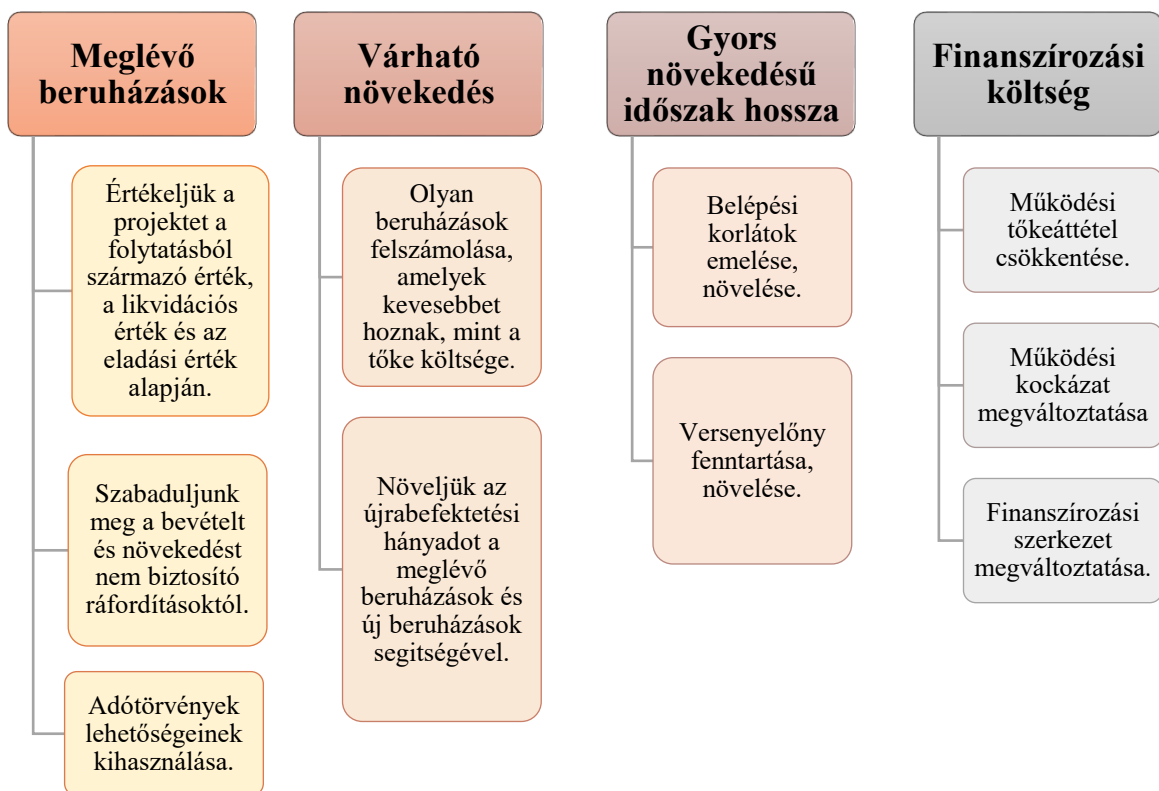 Meglévő
beruházások
Értékeljük a
projektet a
folytatásból
származó érték,
a likvidációs
érték és az
eladási érték
alapján.
Szabaduljunk
meg a bevételt
és növekedést
nem biztosító
ráfordításoktól.
Adótörvények
lehetőségeinek
kihasználása.
Várható
növekedés
Olyan
beruházások
felszámolása,
amelyek
kevesebbet
hoznak, mint a
tőke költsége.
Növeljük az
újrabefektetési
hányadot a
meglévő
beruházások és
új beruházások
segitségével.
Gyors
növekedésű
időszak hossza
Belépési
korlátok
emelése,
növelése.
Versenyelőny
fenntartása,
növelése.
Finanszírozási
költség
Működési
tőkeáttétel
csökkentése.
Működési
kockázat
megváltoztatása
Finanszírozási
szerkezet
megváltoztatása.